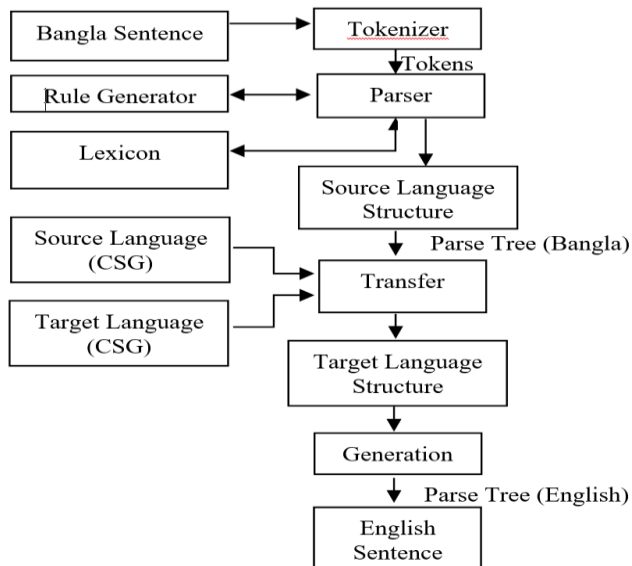 Bangla Sentence
Tokenizer
Tokens
Rule Generator
Parser
Lexicon
Source Language
Structure
Parse Tree (Bangla)
Source Language
(CSG)
Transfer
Target Language
(CSG)
Target Language
Structure
Generation
Parse Tree (English)
English
Sentence